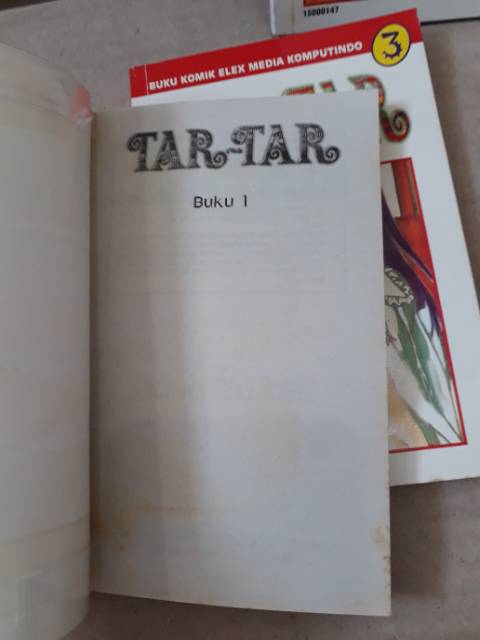 15000147
BUKU KOMIK ELEX MEDIA KOMPUTINDO
3
TAR-TAR
Buku 1